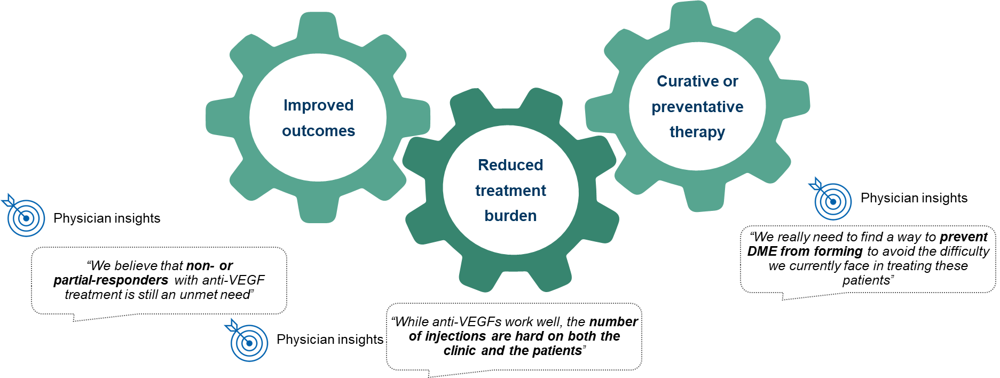 Improved
outcomes
Reduced
treatment
burden
Curative or
preventative
therapy
Physician insights
“We believe that non- or
partial-responders with anti-VEGF
treatment is still an unmet need”
Physician insights
“While anti-VEGFs work well, the number
of injections are hard on both the
clinic and the patients”
Physician insights
“We really need to find a way to prevent
DME from forming to avoid the difficulty
we currently face in treating these
patients”